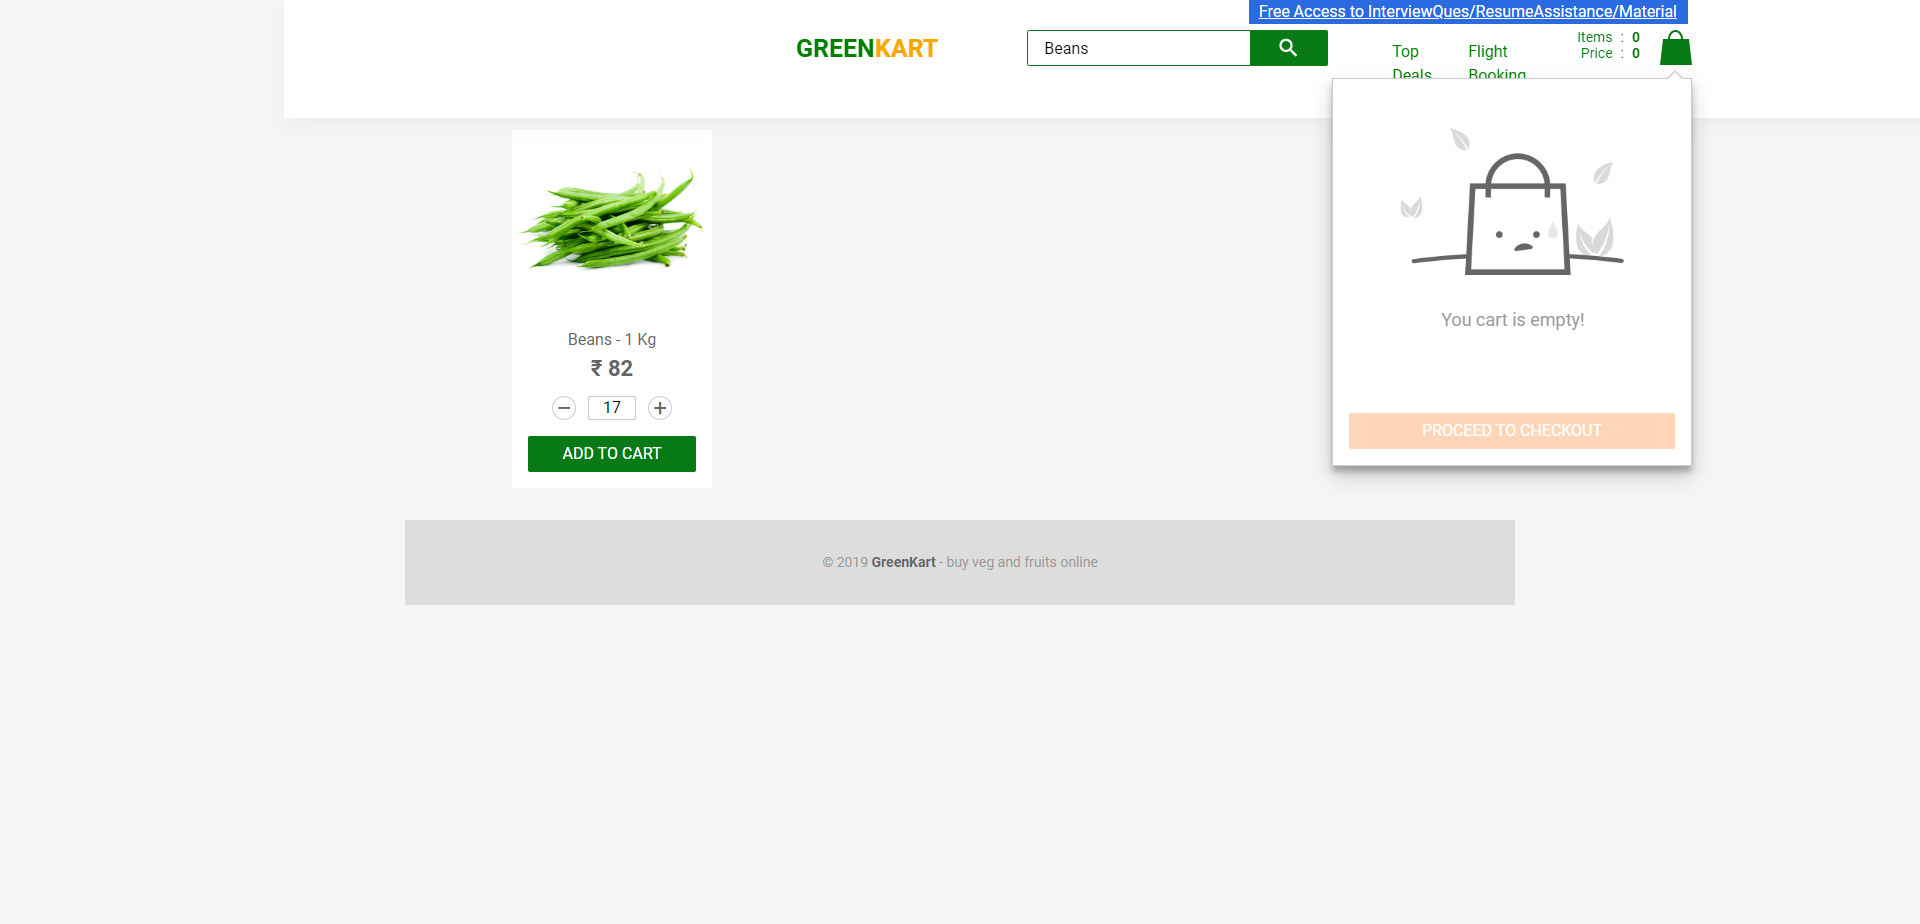 Free Access to InterviewQues/ResumeAssistance/Material
GREENKART
Beans
Top
Deals
Flight
Booking
Items : 0
Price : 0
You cart is empty!
PROCEED TO CHECKOUT
Beans - 1 Kg
₹ 82
17
ADD TO CART
© 2019 GreenKart - buy veg and fruits online